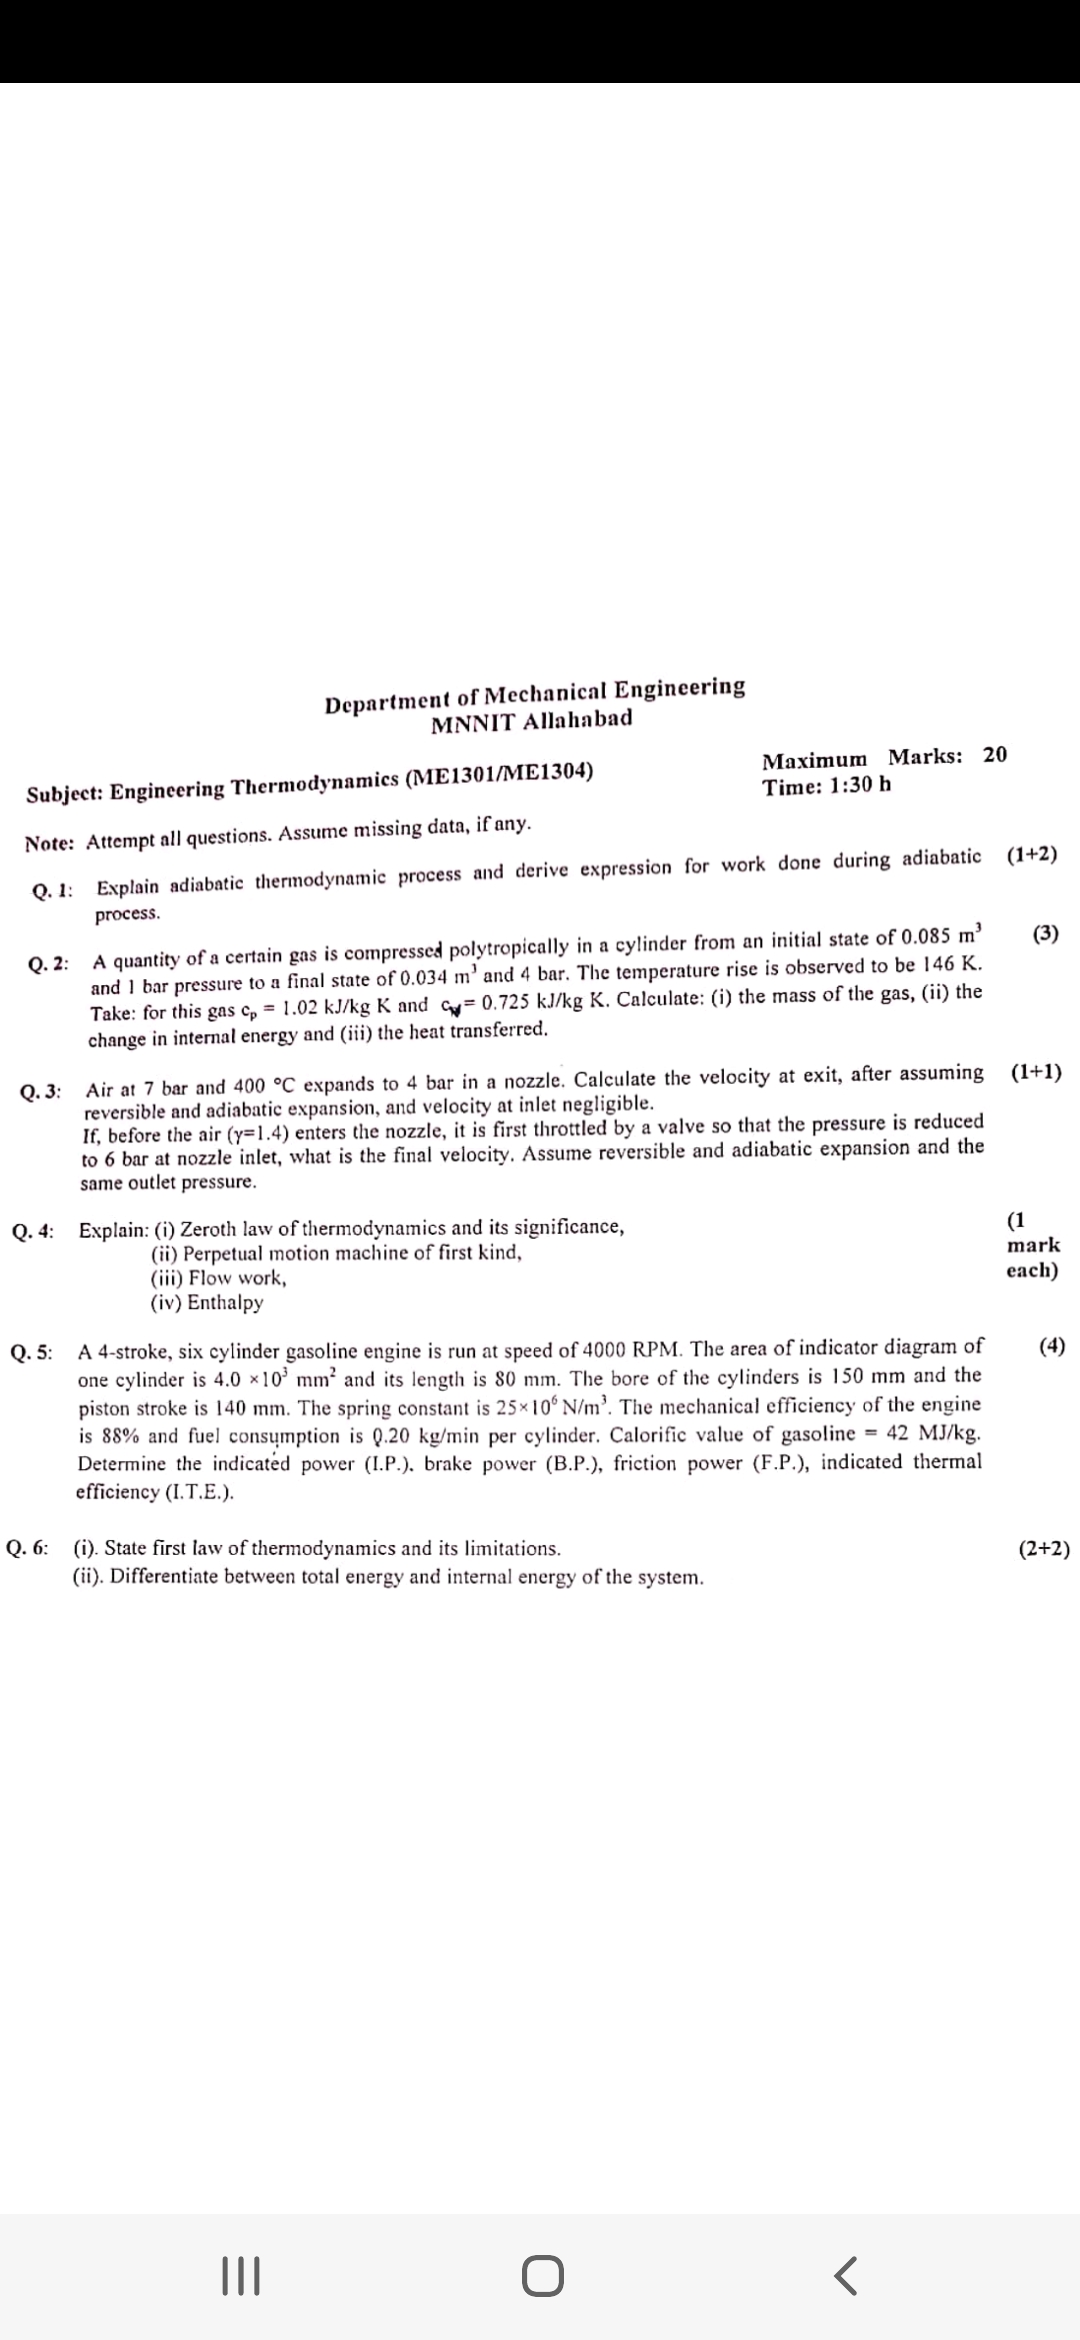 Department of Mechanical Engineering
MNNIT Allahabad
Subject: Engineering Thermodynamics (ME1301/ME1304)
Maximum Marks: 20
Time: 1:30 h
Note: Attempt all questions. Assume missing data, if any.
Q. 1: Explain adiabatic thermodynamic process and derive expression for work done during adiabatic (1+2)
process.
Q. 2: A quantity of a certain gas is compressed polytropically in a cylinder from an initial state of 0.085 m³ (3)
and 1 bar pressure to a final state of 0.034 m³ and 4 bar. The temperature rise is observed to be 146 K.
Take: for this gas cₚ = 1.02 kJ/kg K and cᵥ= 0.725 kJ/kg K. Calculate: (i) the mass of the gas, (ii) the
change in internal energy and (iii) the heat transferred.
Q. 3: Air at 7 bar and 400 °C expands to 4 bar in a nozzle. Calculate the velocity at exit, after assuming (1+1)
reversible and adiabatic expansion, and velocity at inlet negligible.
If, before the air (γ=1.4) enters the nozzle, it is first throttled by a valve so that the pressure is reduced
to 6 bar at nozzle inlet, what is the final velocity. Assume reversible and adiabatic expansion and the
same outlet pressure.
Q. 4: Explain: (i) Zeroth law of thermodynamics and its significance, (1
(ii) Perpetual motion machine of first kind, mark
(iii) Flow work, each)
(iv) Enthalpy
Q. 5: A 4-stroke, six cylinder gasoline engine is run at speed of 4000 RPM. The area of indicator diagram of (4)
one cylinder is 4.0 ×10³ mm² and its length is 80 mm. The bore of the cylinders is 150 mm and the
piston stroke is 140 mm. The spring constant is 25×10⁶ N/m³. The mechanical efficiency of the engine
is 88% and fuel consumption is 0.20 kg/min per cylinder. Calorific value of gasoline = 42 MJ/kg.
Determine the indicated power (I.P.). brake power (B.P.), friction power (F.P.), indicated thermal
efficiency (I.T.E.).
Q. 6: (i). State first law of thermodynamics and its limitations. (2+2)
(ii). Differentiate between total energy and internal energy of the system.